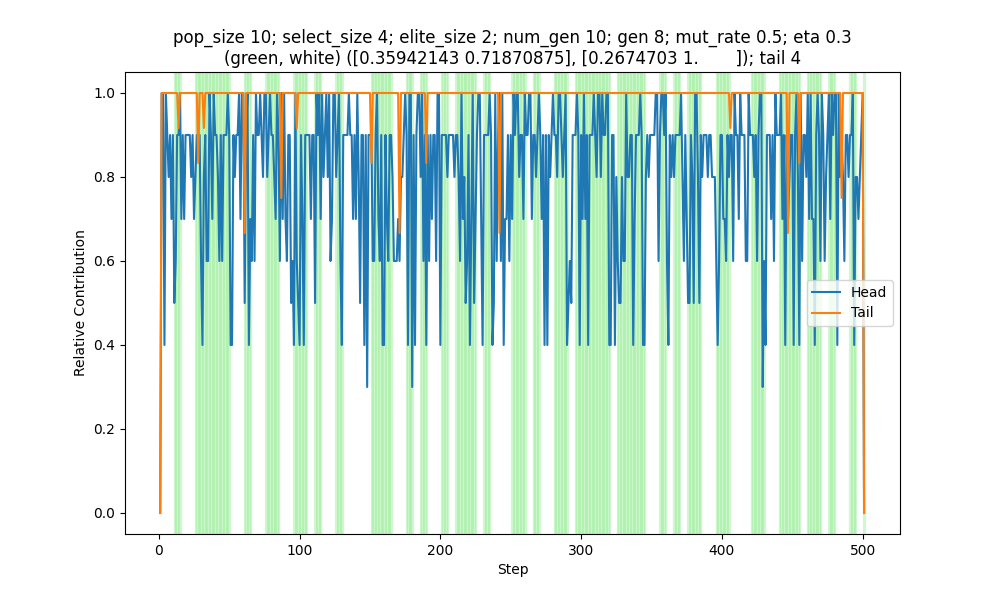 pop_size 10; select_size 4; elite_size 2; num_gen 10; gen 8; mut_rate 0.5; eta 0.3
(green, white) ([0.35942143 0.71870875], [0.2674703 1.        ]); tail 4
1.0
0.8
0.6
0.4
0.2
0.0
Relative Contribution
Head
Tail
0
100
200
300
400
500
Step